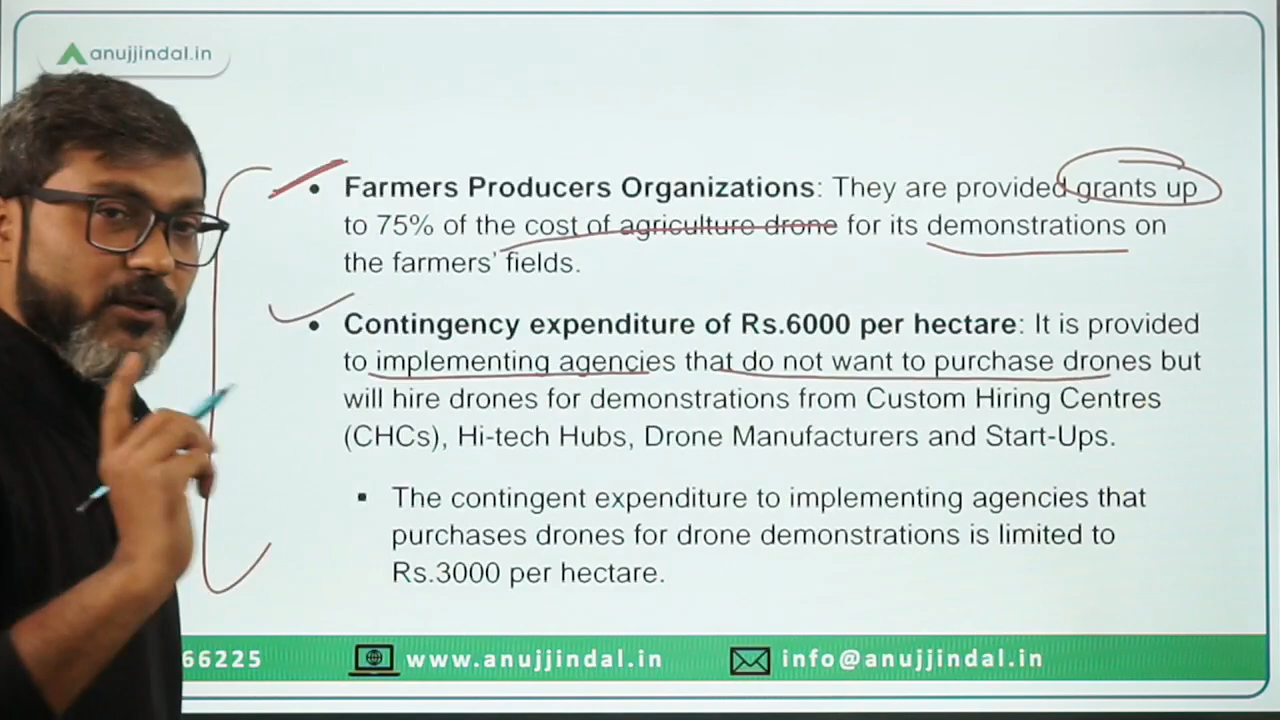 anujjindal.in
• Farmers Producers Organizations: They are provided grants up
to 75% of the cost of agriculture drone for its demonstrations on
the farmers’ fields.
• Contingency expenditure of Rs.6000 per hectare: It is provided
to implementing agencies that do not want to purchase drones but
will hire drones for demonstrations from Custom Hiring Centres
(CHCs), Hi-tech Hubs, Drone Manufacturers and Start-Ups.
▪ The contingent expenditure to implementing agencies that
purchases drones for drone demonstrations is limited to
Rs.3000 per hectare.
66225 www.anujjindal.in info@anujjindal.in